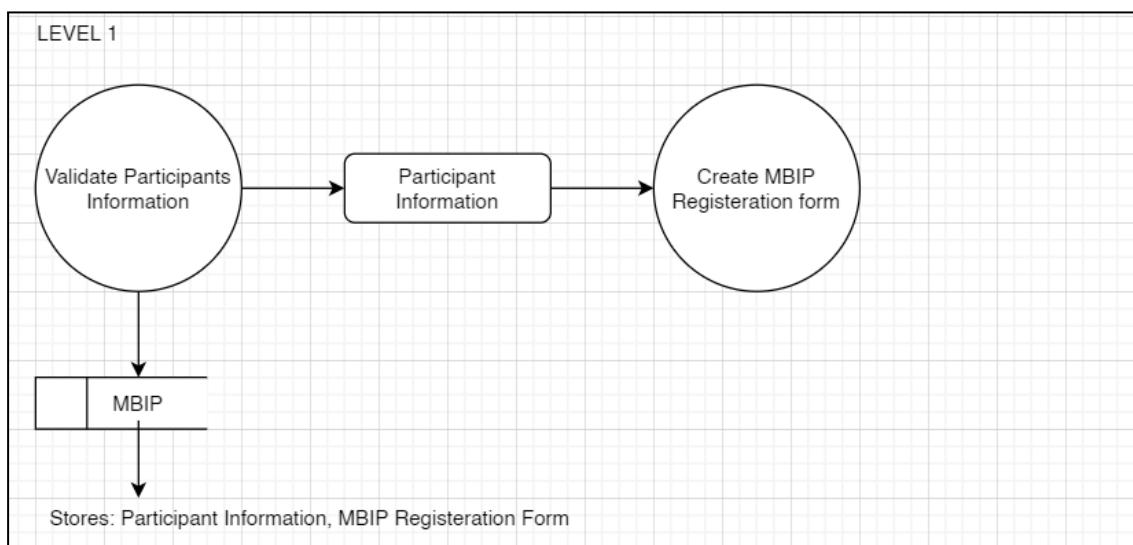 LEVEL 1
Validate Participants
Information
Participant
Information
Create MBIP
Registeration form
MBIP
Stores: Participant Information, MBIP Registeration Form